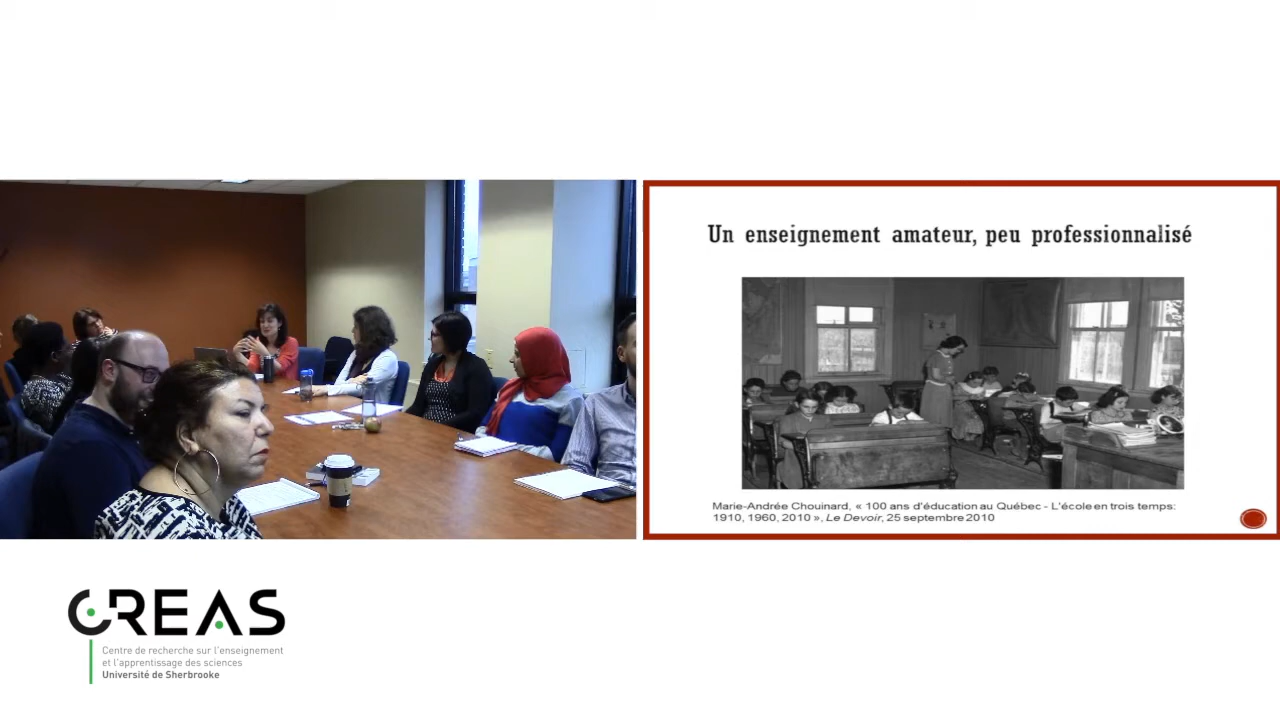 Un enseignement amateur, peu professionnalisé
Marie-Andrée Chouinard, « 100 ans d'éducation au Québec - L'école en trois temps:
1910, 1960, 2010 », Le Devoir, 25 septembre 2010
CREAS
Centre de recherche sur l'enseignement
et l'apprentissage des sciences
Université de Sherbrooke